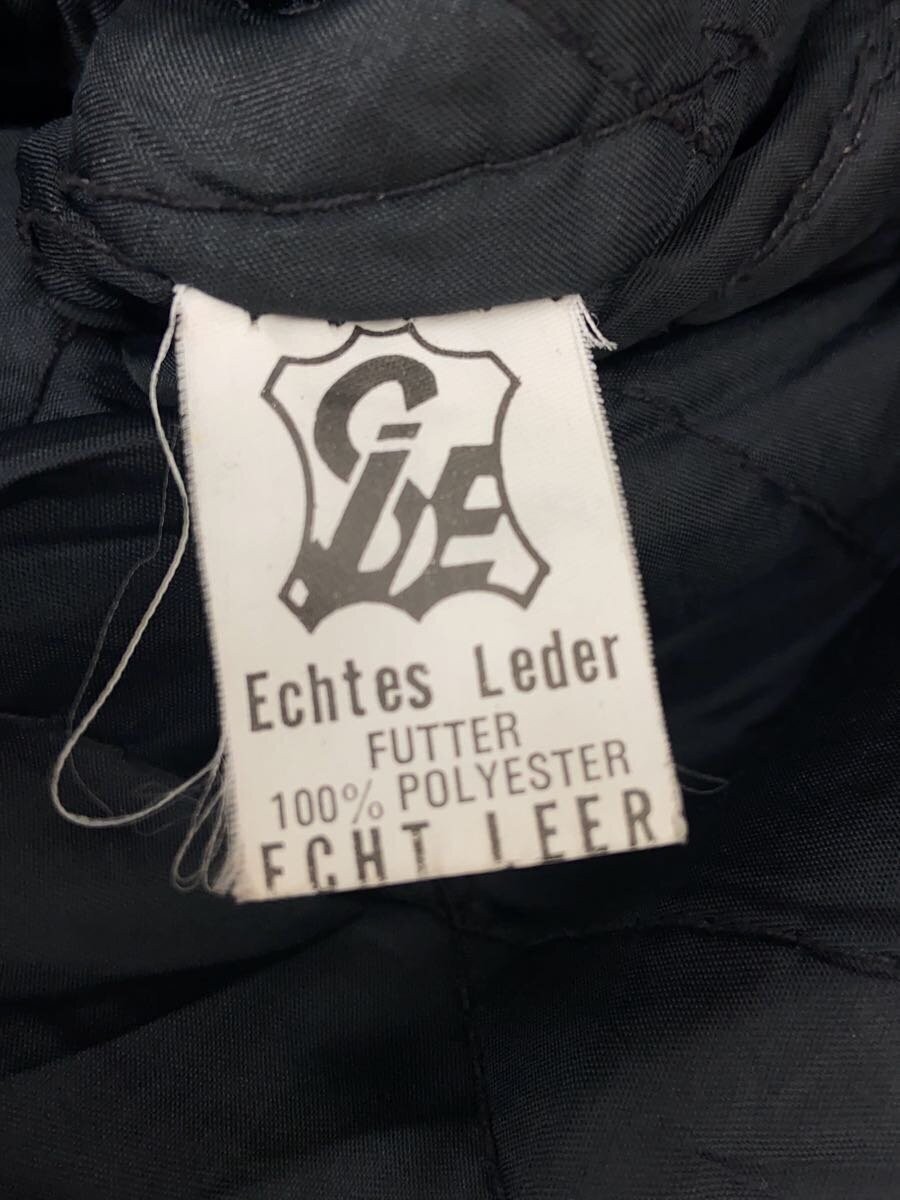 Echtes Leder
FUTTER
100% POLYESTER
ECHT LEER